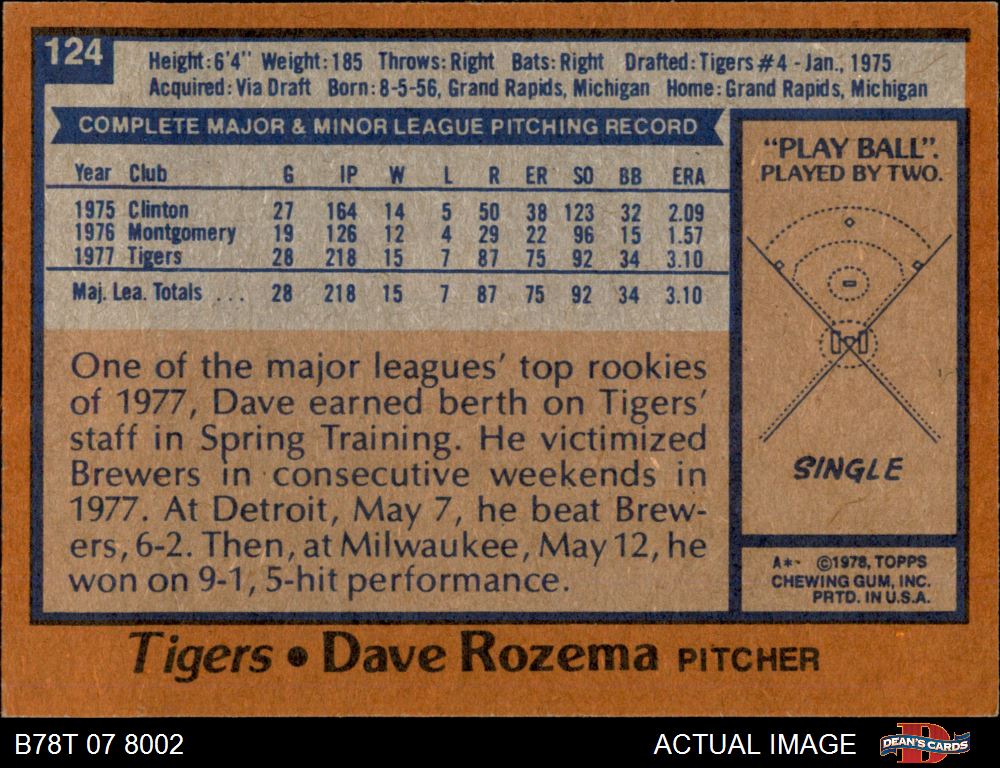 124
Height: 6'4" Weight: 185 Throws: Right Bats: Right Drafted: Tigers #4 - Jan., 1975
Acquired: Via Draft Born: 8-5-56, Grand Rapids, Michigan Home: Grand Rapids, Michigan
COMPLETE MAJOR & MINOR LEAGUE PITCHING RECORD
Year Club G IP W L R ER SO BB ERA
1975 Clinton 27 164 14 5 50 38 123 32 2.09
1976 Montgomery 19 126 12 4 29 22 96 15 1.57
1977 Tigers 28 218 15 7 87 75 92 34 3.10
Maj. Lea. Totals ... 28 218 15 7 87 75 92 34 3.10
One of the major leagues' top rookies
of 1977, Dave earned berth on Tigers'
staff in Spring Training. He victimized
Brewers in consecutive weekends in
1977. At Detroit, May 7, he beat Brew-
ers, 6-2. Then, at Milwaukee, May 12, he
won on 9-1, 5-hit performance.
"PLAY BALL".
PLAYED BY TWO.
SINGLE
A*- ©1978, TOPPS
CHEWING GUM, INC.
PRTD. IN U.S.A.
Tigers • Dave Rozema PITCHER
B78T 07 8002
ACTUAL IMAGE
DEAN'S CARDS